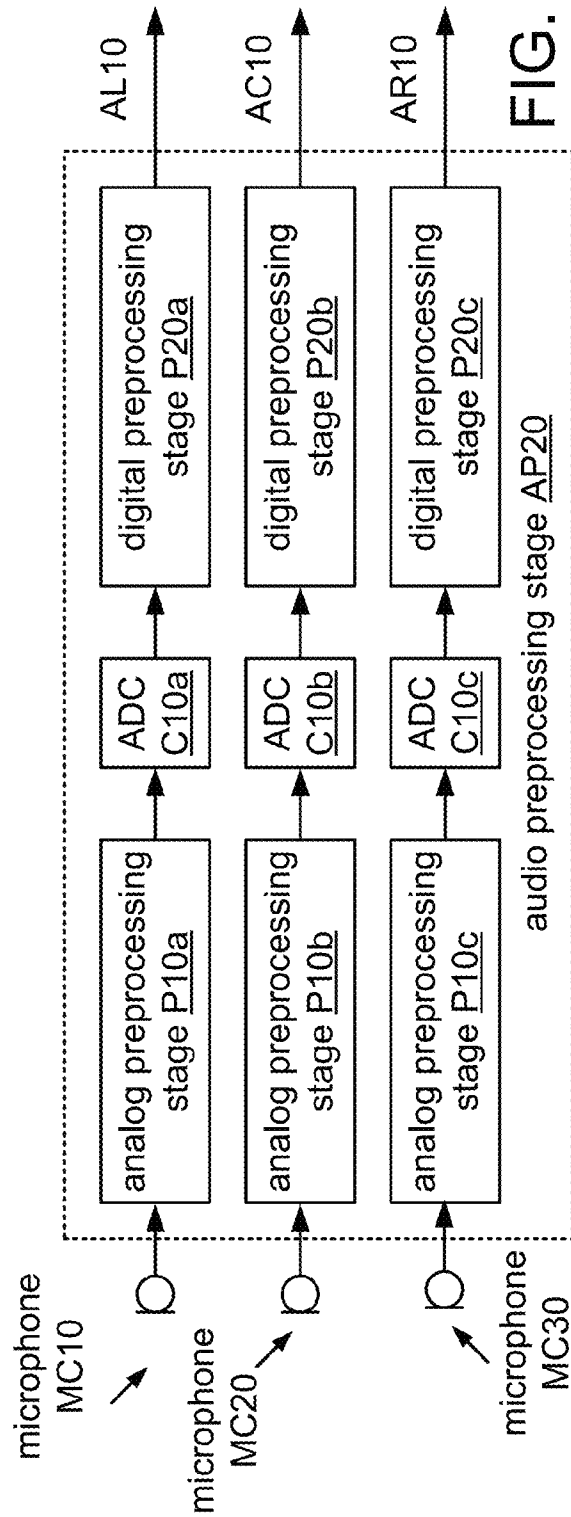 microphone
MC10
analog preprocessing
stage P10a
ADC
C10a
digital preprocessing
stage P20a
AL10
microphone
MC20
analog preprocessing
stage P10b
ADC
C10b
digital preprocessing
stage P20b
AC10
microphone
MC30
analog preprocessing
stage P10c
ADC
C10c
digital preprocessing
stage P20c
AR10
audio preprocessing stage AP20
FIG.